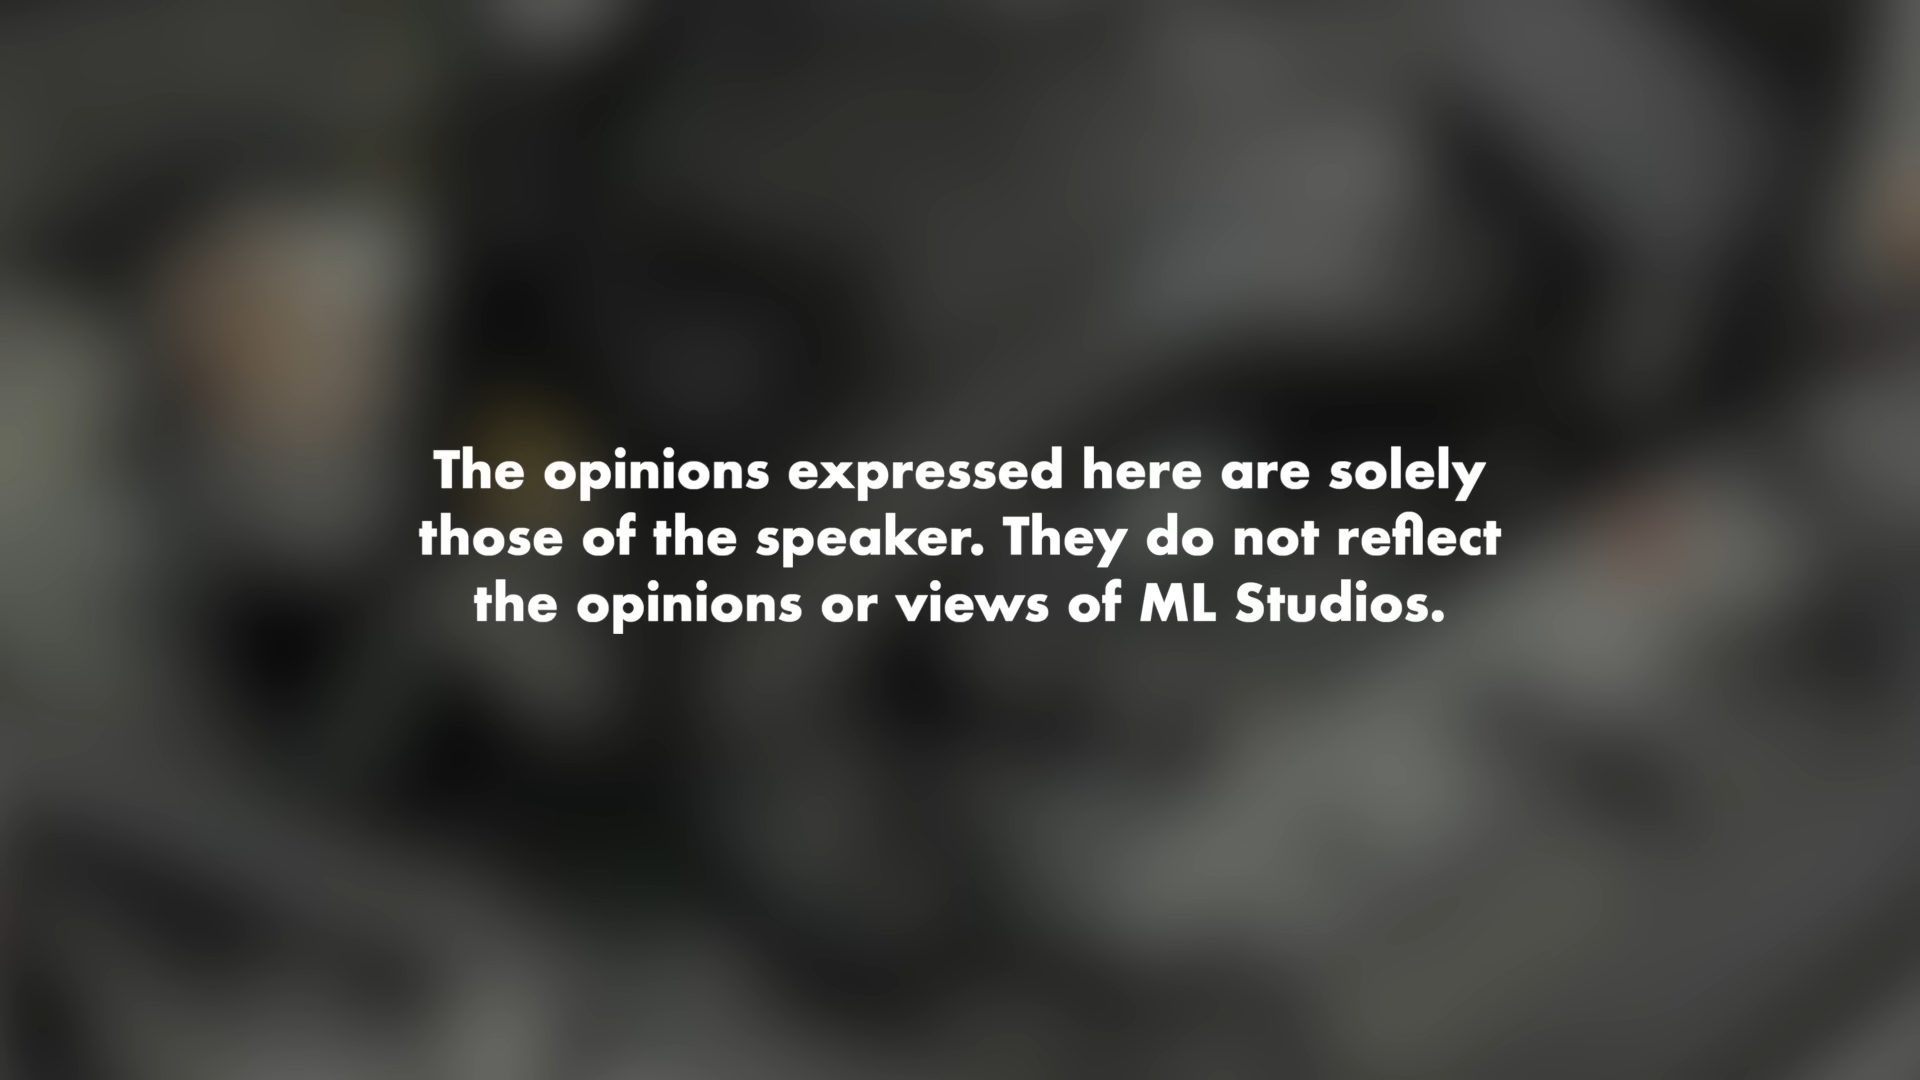 The opinions expressed here are solely
those of the speaker. They do not reflect
the opinions or views of ML Studios.